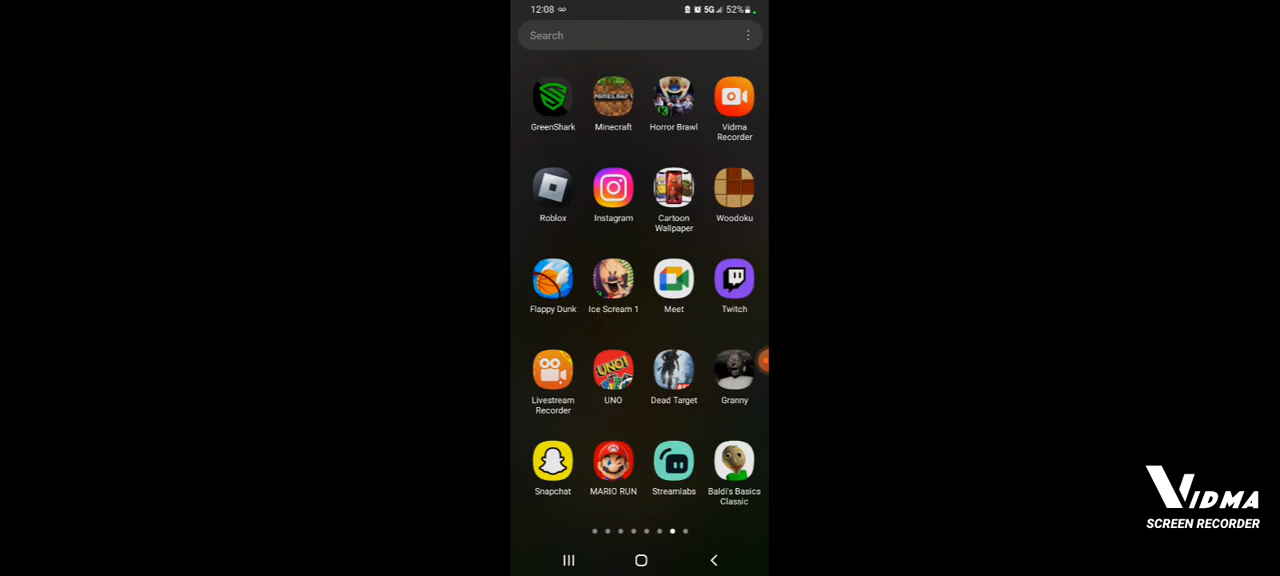 12:08 5G 52%
Search
GreenShark Minecraft Horror Brawl Vidma
Recorder
Roblox Instagram Cartoon Woodoku
Wallpaper
Flappy Dunk Ice Scream 1 Meet Twitch
UNO!
Livestream UNO Dead Target Granny
Recorder
Snapchat MARIO RUN Streamlabs Baldi's Basics
Classic
MINECRAFT
VIDMA
SCREEN RECORDER